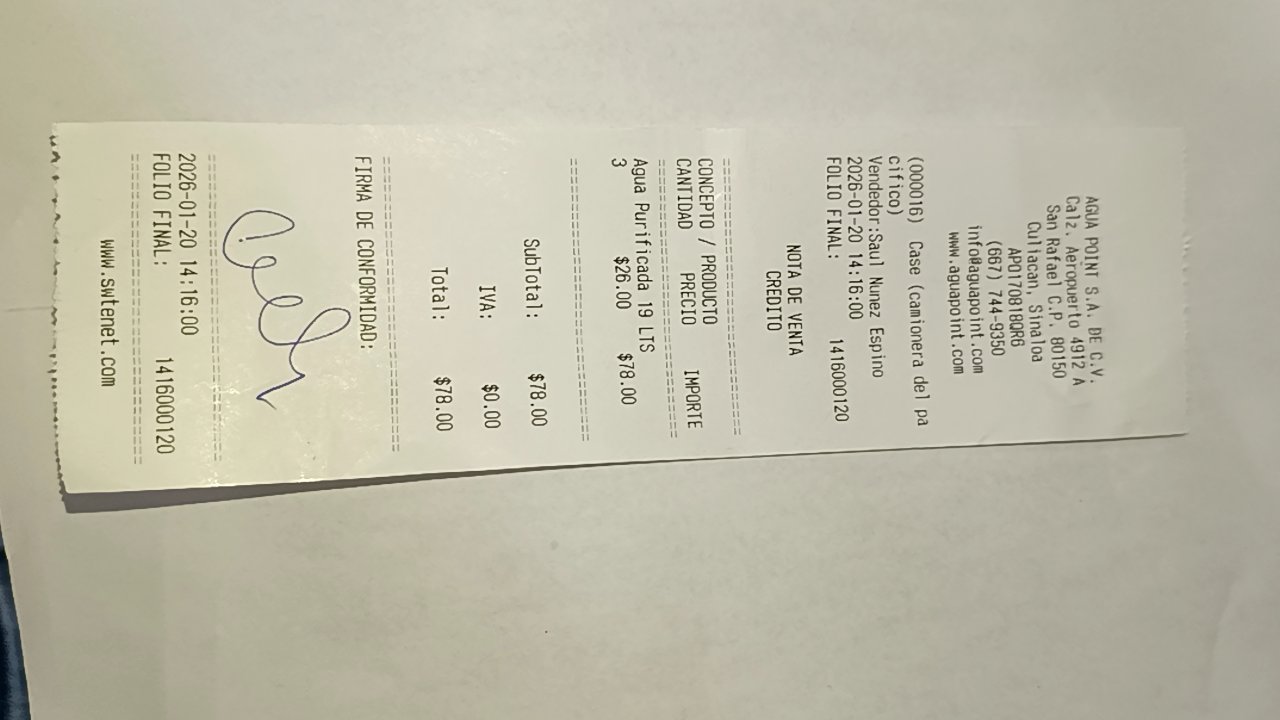 AGUA POINT S.A. DE C.V.
Calz. Aeropuerto 4912 A
San Rafael C.P. 80150
Culiacan, Sinaloa
APO170818QR6
(667) 744-9350
info@aguapoint.com
www.aguapoint.com
(000016) Case (camionera del pa
cifico)
Vendedor:Saul Nunez Espino
2026-01-20 14:16:00
FOLIO FINAL: 1416000120
NOTA DE VENTA
CREDITO
CONCEPTO / PRODUCTO
CANTIDAD PRECIO IMPORTE
Agua Purificada 19 LTS
3 $26.00 $78.00
SubTotal: $78.00
IVA: $0.00
Total: $78.00
FIRMA DE CONFORMIDAD:
2026-01-20 14:16:00
FOLIO FINAL: 1416000120
www.swtenet.com